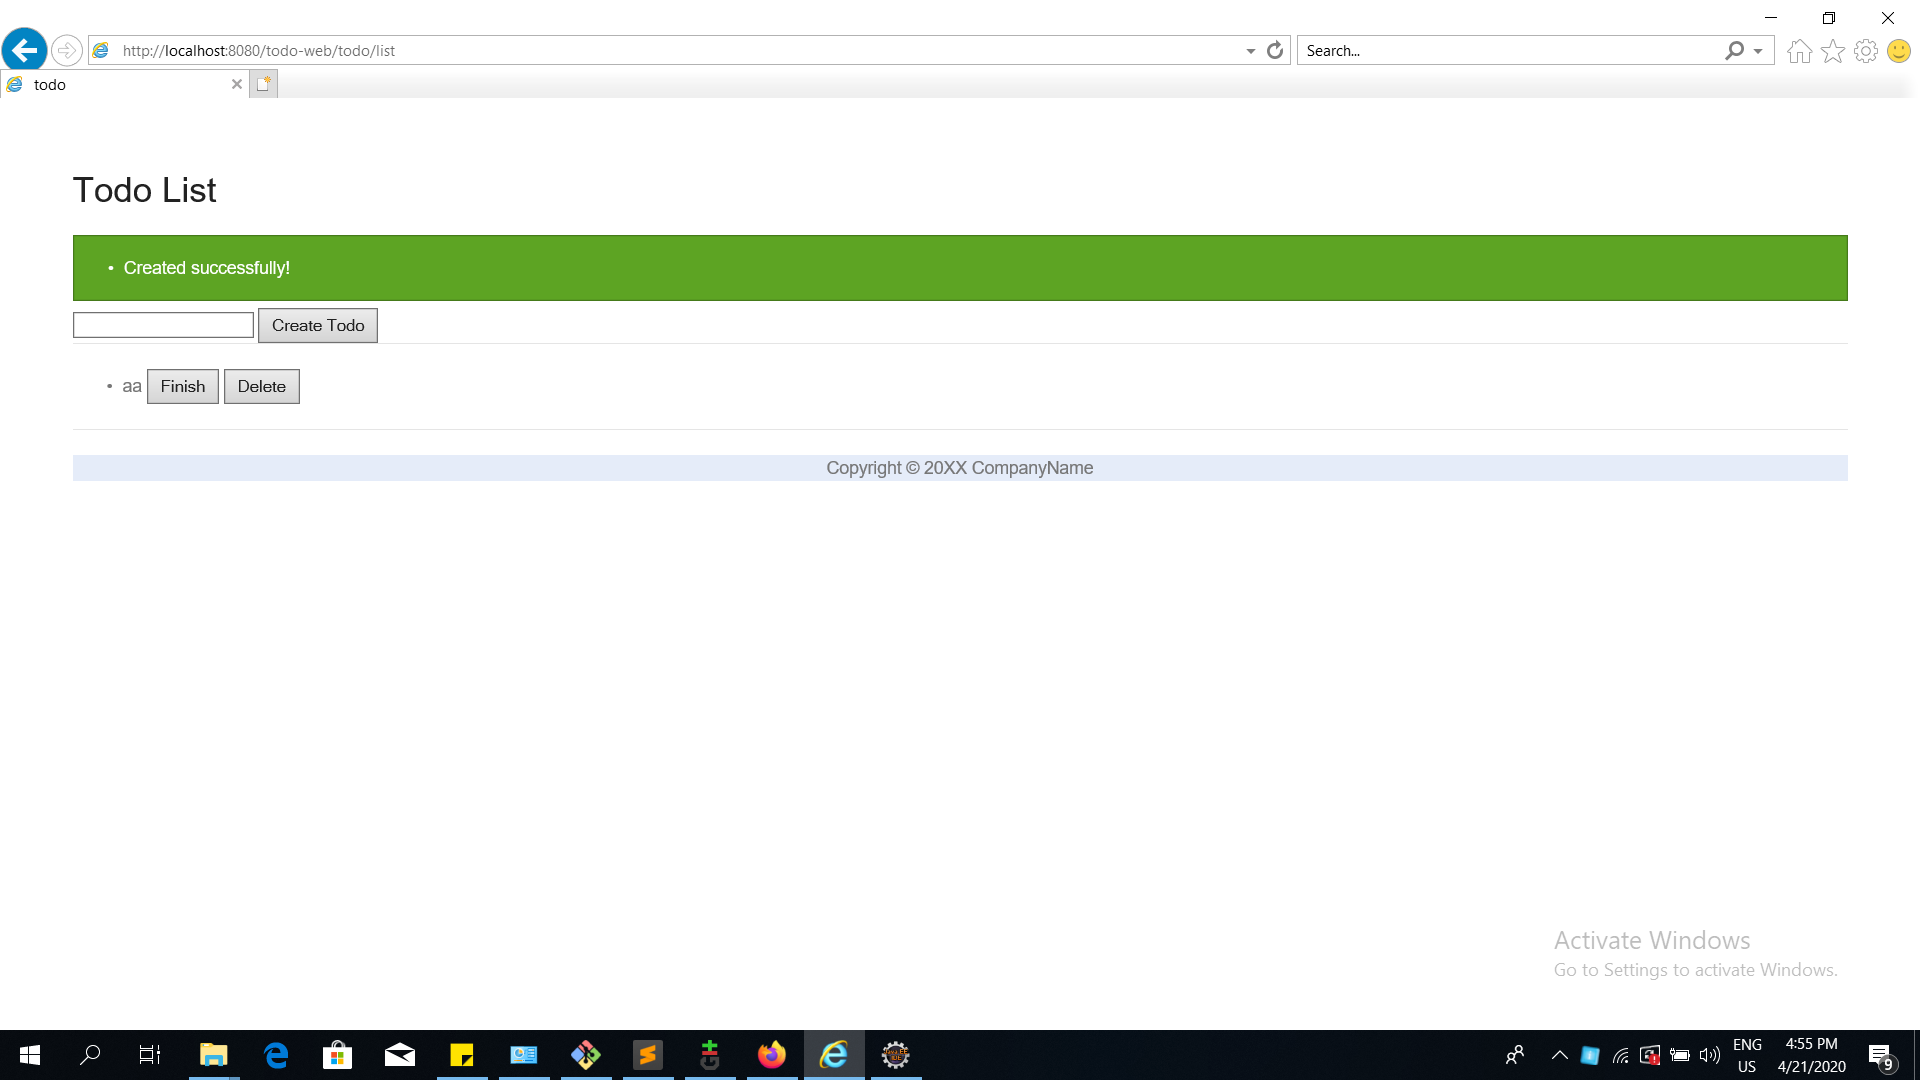 http://localhost:8080/todo-web/todo/list
Search...
todo
Todo List
• Created successfully!
Create Todo
• aa Finish Delete
Copyright © 20XX CompanyName
Activate Windows
Go to Settings to activate Windows.
ENG
US
4:55 PM
4/21/2020
9